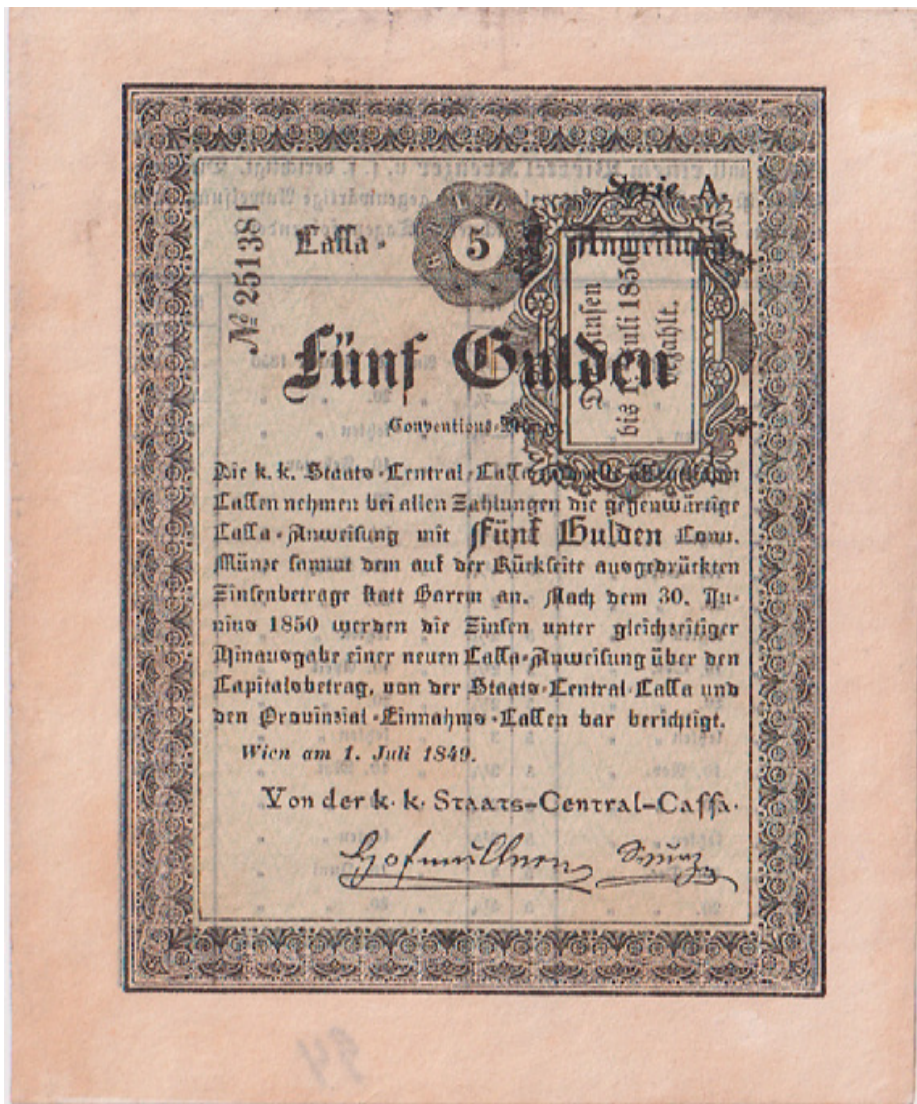 Serie A.
№ 251381
Cassa- 5 Anweisung
Fünf Gulden
Conventions-
Zinsen
bis Juli 1850
bezahlt.
Die k. k. Staats-Central-Cassa
Cassen nehmen bei allen Zahlungen die gegenwärtige
Cassa-Anweisung mit Fünf Gulden Conv.
Münze sammt dem auf der Rückseite ausgedrückten
Zinsenbetrage statt Barem an. Nach dem 30. Ju-
nius 1850 werden die Zinsen unter gleichzeitiger
Hinausgabe einer neuen Cassa-Anweisung über den
Capitalsbetrag, von der Staats-Central-Cassa und
den Provinzial-Einnahms-Cassen bar berichtigt.
Wien am 1. Juli 1849.
Von der k. k. Staats-Central-Cassa.